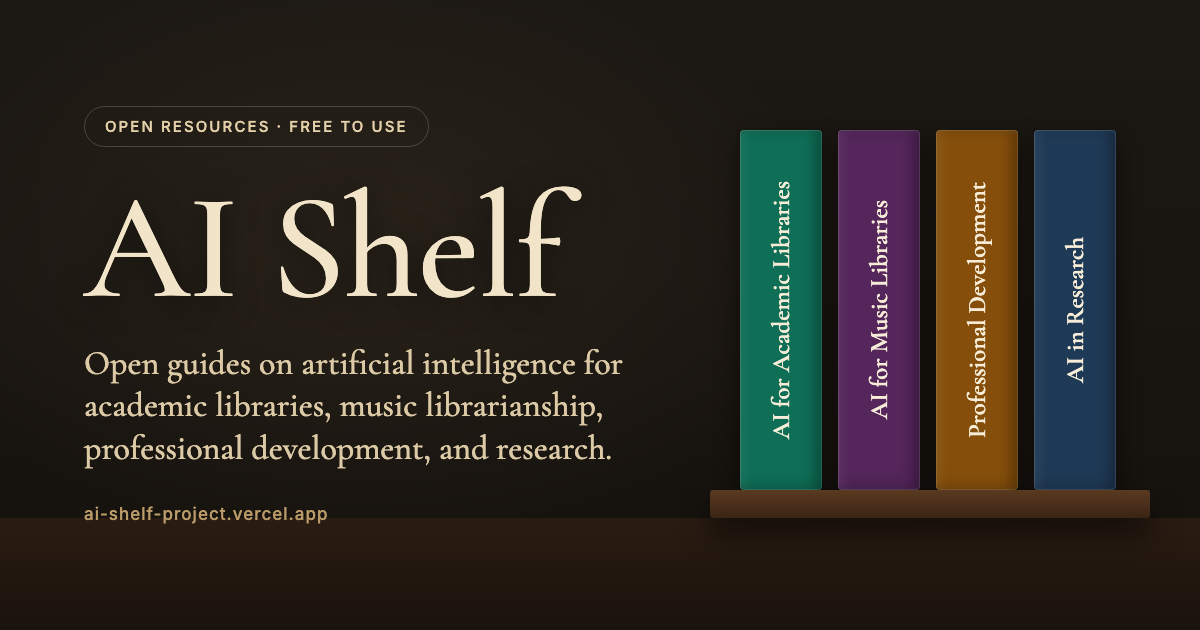 OPEN RESOURCES · FREE TO USE
AI Shelf
Open guides on artificial intelligence for
academic libraries, music librarianship,
professional development, and research.
ai-shelf-project.vercel.app
AI for Academic Libraries
AI for Music Libraries
Professional Development
AI in Research